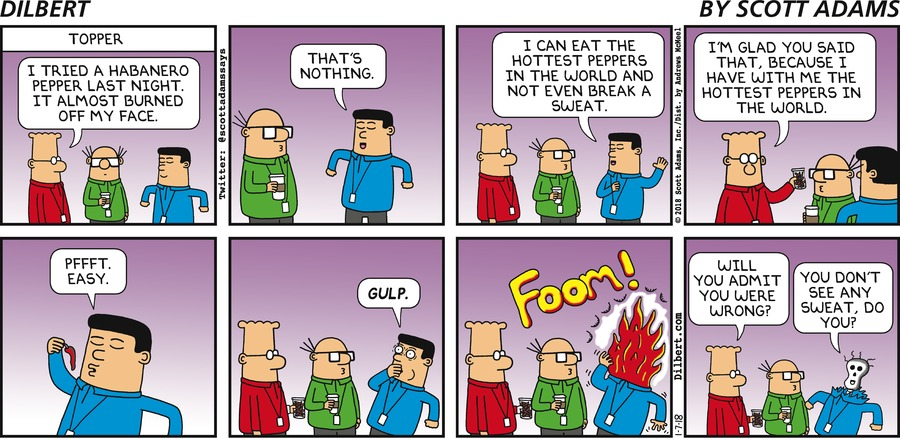 DILBERT
BY SCOTT ADAMS
TOPPER
I TRIED A HABANERO
PEPPER LAST NIGHT.
IT ALMOST BURNED
OFF MY FACE.
Twitter: @scottadamssays
THAT'S
NOTHING.
I CAN EAT THE
HOTTEST PEPPERS
IN THE WORLD AND
NOT EVEN BREAK A
SWEAT.
© 2018 Scott Adams, Inc./Dist. by Andrews McMeel
I'M GLAD YOU SAID
THAT, BECAUSE I
HAVE WITH ME THE
HOTTEST PEPPERS IN
THE WORLD.
PFFFT.
EASY.
GULP.
Foom!
1-7-18
Dilbert.com
WILL
YOU ADMIT
YOU WERE
WRONG?
YOU DON'T
SEE ANY
SWEAT, DO
YOU?